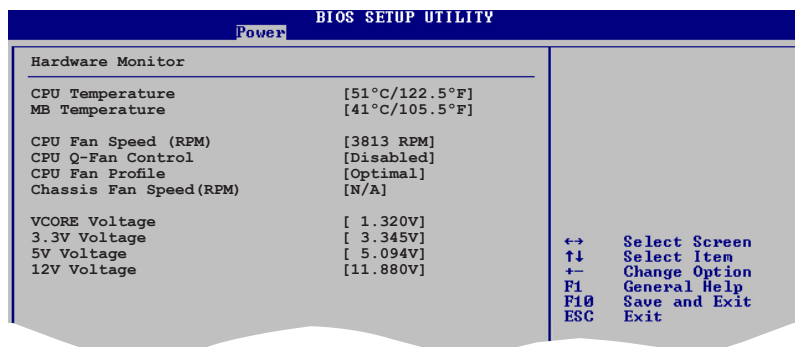 BIOS SETUP UTILITY
Power
Hardware Monitor
CPU Temperature [51°C/122.5°F]
MB Temperature [41°C/105.5°F]
CPU Fan Speed (RPM) [3813 RPM]
CPU Q-Fan Control [Disabled]
CPU Fan Profile [Optimal]
Chassis Fan Speed(RPM) [N/A]
VCORE Voltage [ 1.320V]
3.3V Voltage [ 3.345V]
5V Voltage [ 5.094V]
12V Voltage [11.880V]
←→ Select Screen
↑↓ Select Item
+- Change Option
F1 General Help
F10 Save and Exit
ESC Exit